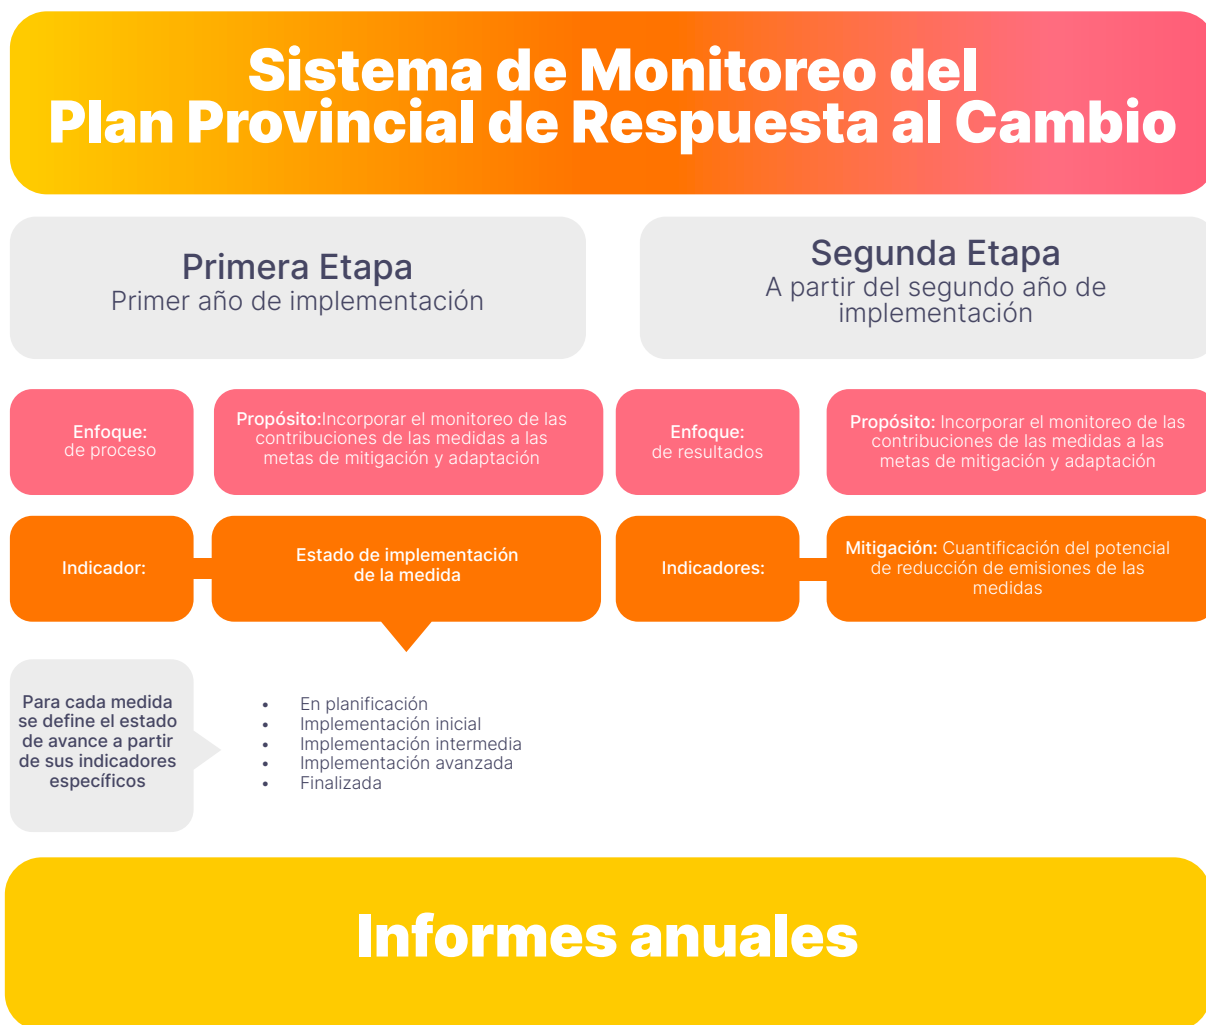 Sistema de Monitoreo del
Plan Provincial de Respuesta al Cambio
Primera Etapa
Primer año de implementación
Segunda Etapa
A partir del segundo año de
implementación
Enfoque:
de proceso
Propósito:Incorporar el monitoreo de las
contribuciones de las medidas a las
metas de mitigación y adaptación
Enfoque:
de resultados
Propósito: Incorporar el monitoreo de las
contribuciones de las medidas a las
metas de mitigación y adaptación
Indicador:
Estado de implementación
de la medida
Indicadores:
Mitigación: Cuantificación del potencial
de reducción de emisiones de las
medidas
Para cada medida
se define el estado
de avance a partir
de sus indicadores
específicos
• En planificación
• Implementación inicial
• Implementación intermedia
• Implementación avanzada
• Finalizada
Informes anuales